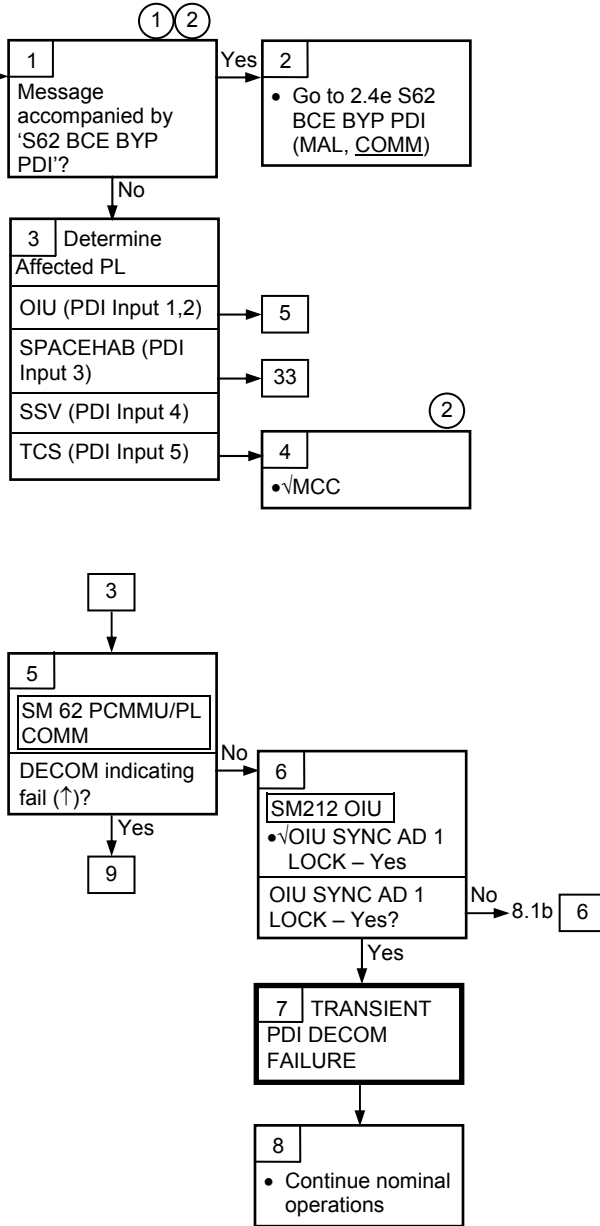 1 2
1
Message
accompanied by
'S62 BCE BYP
PDI'?
Yes
2
• Go to 2.4e S62
BCE BYP PDI
(MAL, COMM)
No
3 Determine
Affected PL
OIU (PDI Input 1,2)
5
SPACEHAB (PDI
Input 3)
33
SSV (PDI Input 4)
TCS (PDI Input 5)
2
4
•√MCC
3
5
SM 62 PCMMU/PL
COMM
DECOM indicating
fail (↑)?
No
Yes
9
6
SM212 OIU
•√OIU SYNC AD 1
LOCK – Yes
OIU SYNC AD 1
LOCK – Yes?
No
8.1b 6
Yes
7 TRANSIENT
PDI DECOM
FAILURE
8
• Continue nominal
operations